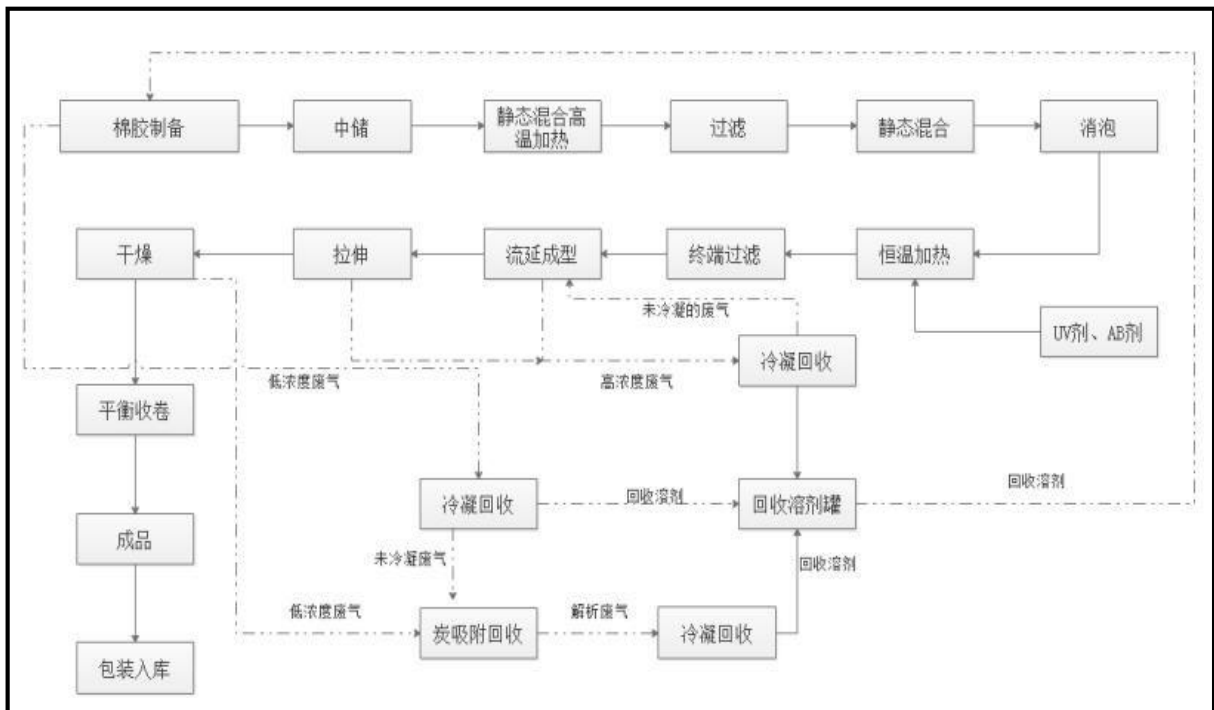 棉胶制备
中储
静态混合高
温加热
过滤
静态混合
消泡
干燥
拉伸
流延成型
终端过滤
恒温加热
未冷凝的废气
UV剂、AB剂
冷凝回收
低浓度废气
高浓度废气
平衡收卷
冷凝回收
回收溶剂
回收溶剂罐
回收溶剂
成品
未冷凝废气
回收溶剂
低浓度废气
炭吸附回收
解析废气
冷凝回收
包装入库